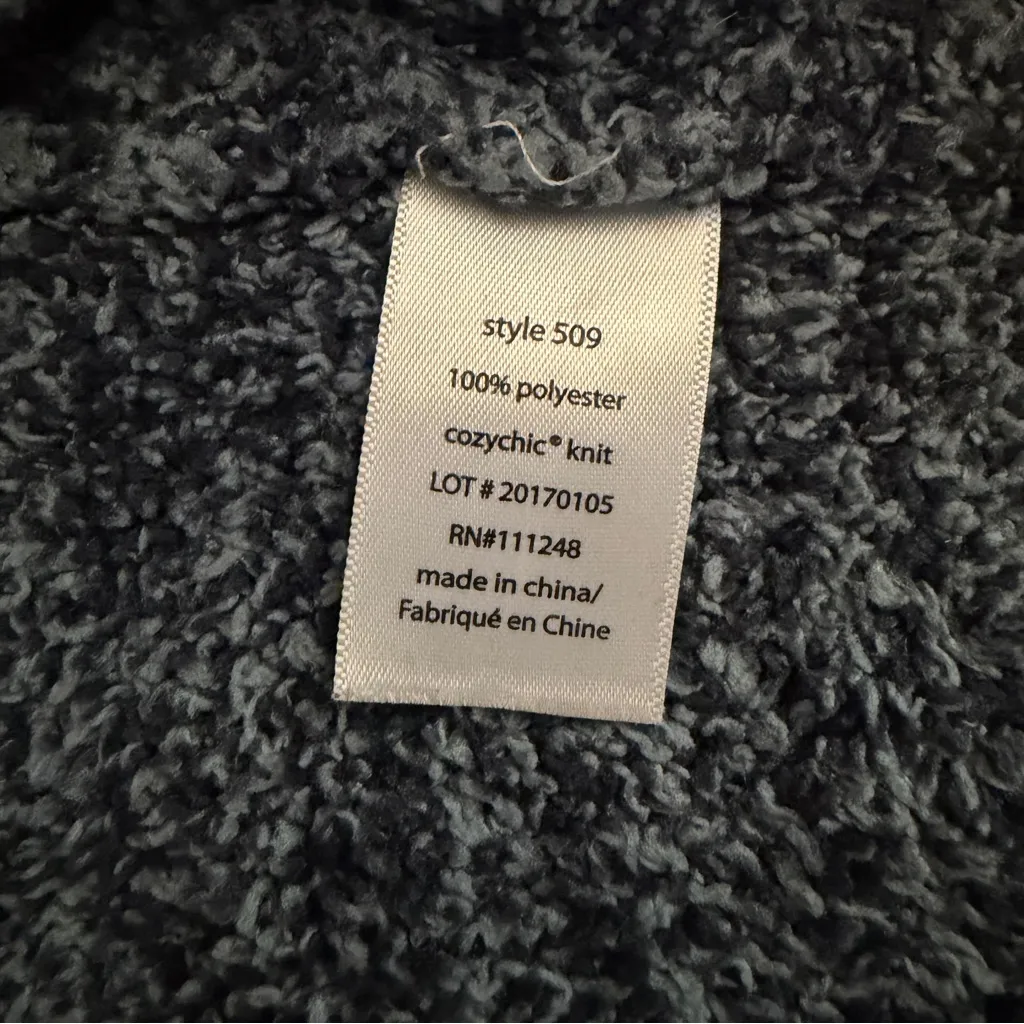 style 509
100% polyester
cozychic® knit
LOT # 20170105
RN#111248
made in china/
Fabriqué en Chine